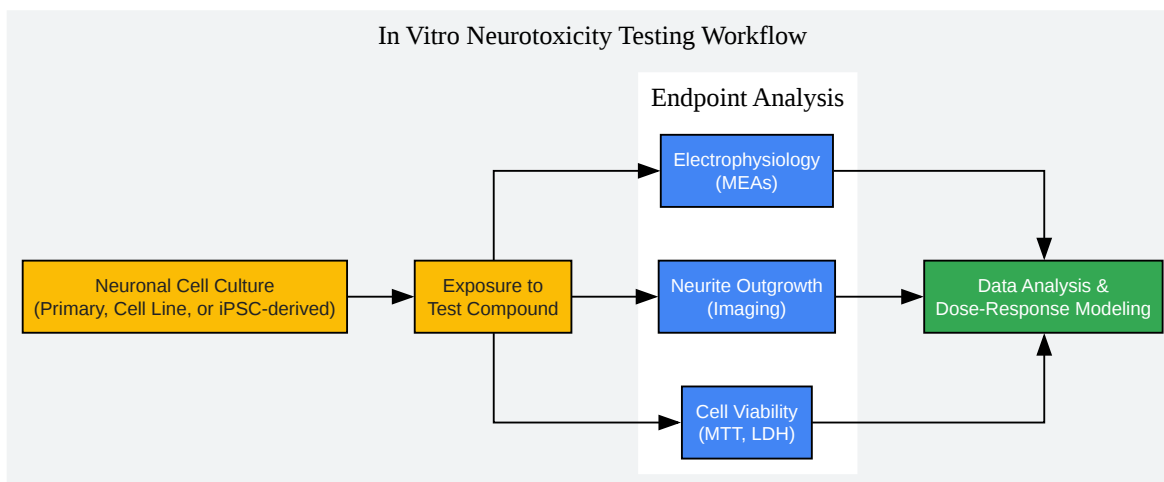 In Vitro Neurotoxicity Testing Workflow
Endpoint Analysis
Electrophysiology
(MEAs)
Neuronal Cell Culture
(Primary, Cell Line, or iPSC-derived)
Exposure to
Test Compound
Neurite Outgrowth
(Imaging)
Data Analysis &
Dose-Response Modeling
Cell Viability
(MTT, LDH)